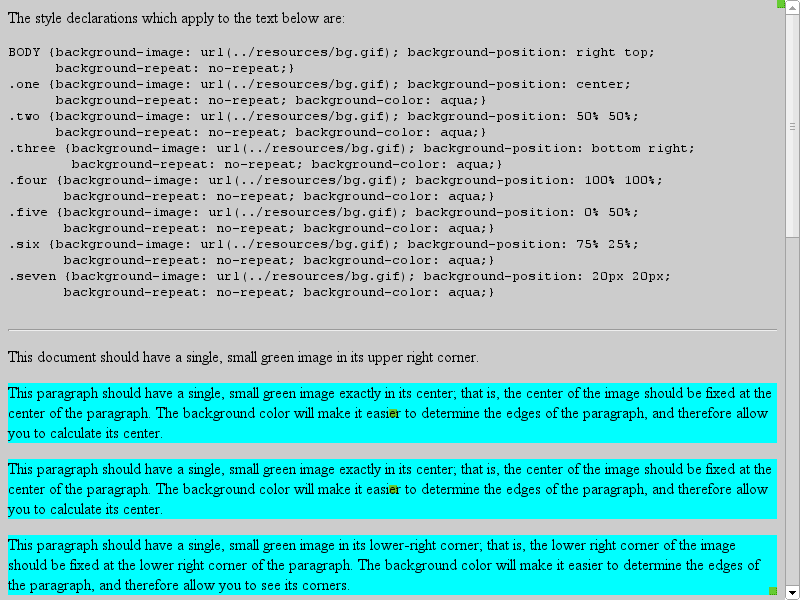 The style declarations which apply to the text below are:
BODY {background-image: url(../resources/bg.gif); background-position: right top;
background-repeat: no-repeat;}
.one {background-image: url(../resources/bg.gif); background-position: center;
background-repeat: no-repeat; background-color: aqua;}
.two {background-image: url(../resources/bg.gif); background-position: 50% 50%;
background-repeat: no-repeat; background-color: aqua;}
.three {background-image: url(../resources/bg.gif); background-position: bottom right;
background-repeat: no-repeat; background-color: aqua;}
.four {background-image: url(../resources/bg.gif); background-position: 100% 100%;
background-repeat: no-repeat; background-color: aqua;}
.five {background-image: url(../resources/bg.gif); background-position: 0% 50%;
background-repeat: no-repeat; background-color: aqua;}
.six {background-image: url(../resources/bg.gif); background-position: 75% 25%;
background-repeat: no-repeat; background-color: aqua;}
.seven {background-image: url(../resources/bg.gif); background-position: 20px 20px;
background-repeat: no-repeat; background-color: aqua;}
This document should have a single, small green image in its upper right corner.
This paragraph should have a single, small green image exactly in its center; that is, the center of the image should be fixed at the
center of the paragraph. The background color will make it easier to determine the edges of the paragraph, and therefore allow
you to calculate its center.
This paragraph should have a single, small green image exactly in its center; that is, the center of the image should be fixed at the
center of the paragraph. The background color will make it easier to determine the edges of the paragraph, and therefore allow
you to calculate its center.
This paragraph should have a single, small green image in its lower-right corner; that is, the lower right corner of the image
should be fixed at the lower right corner of the paragraph. The background color will make it easier to determine the edges of
the paragraph, and therefore allow you to see its corners.